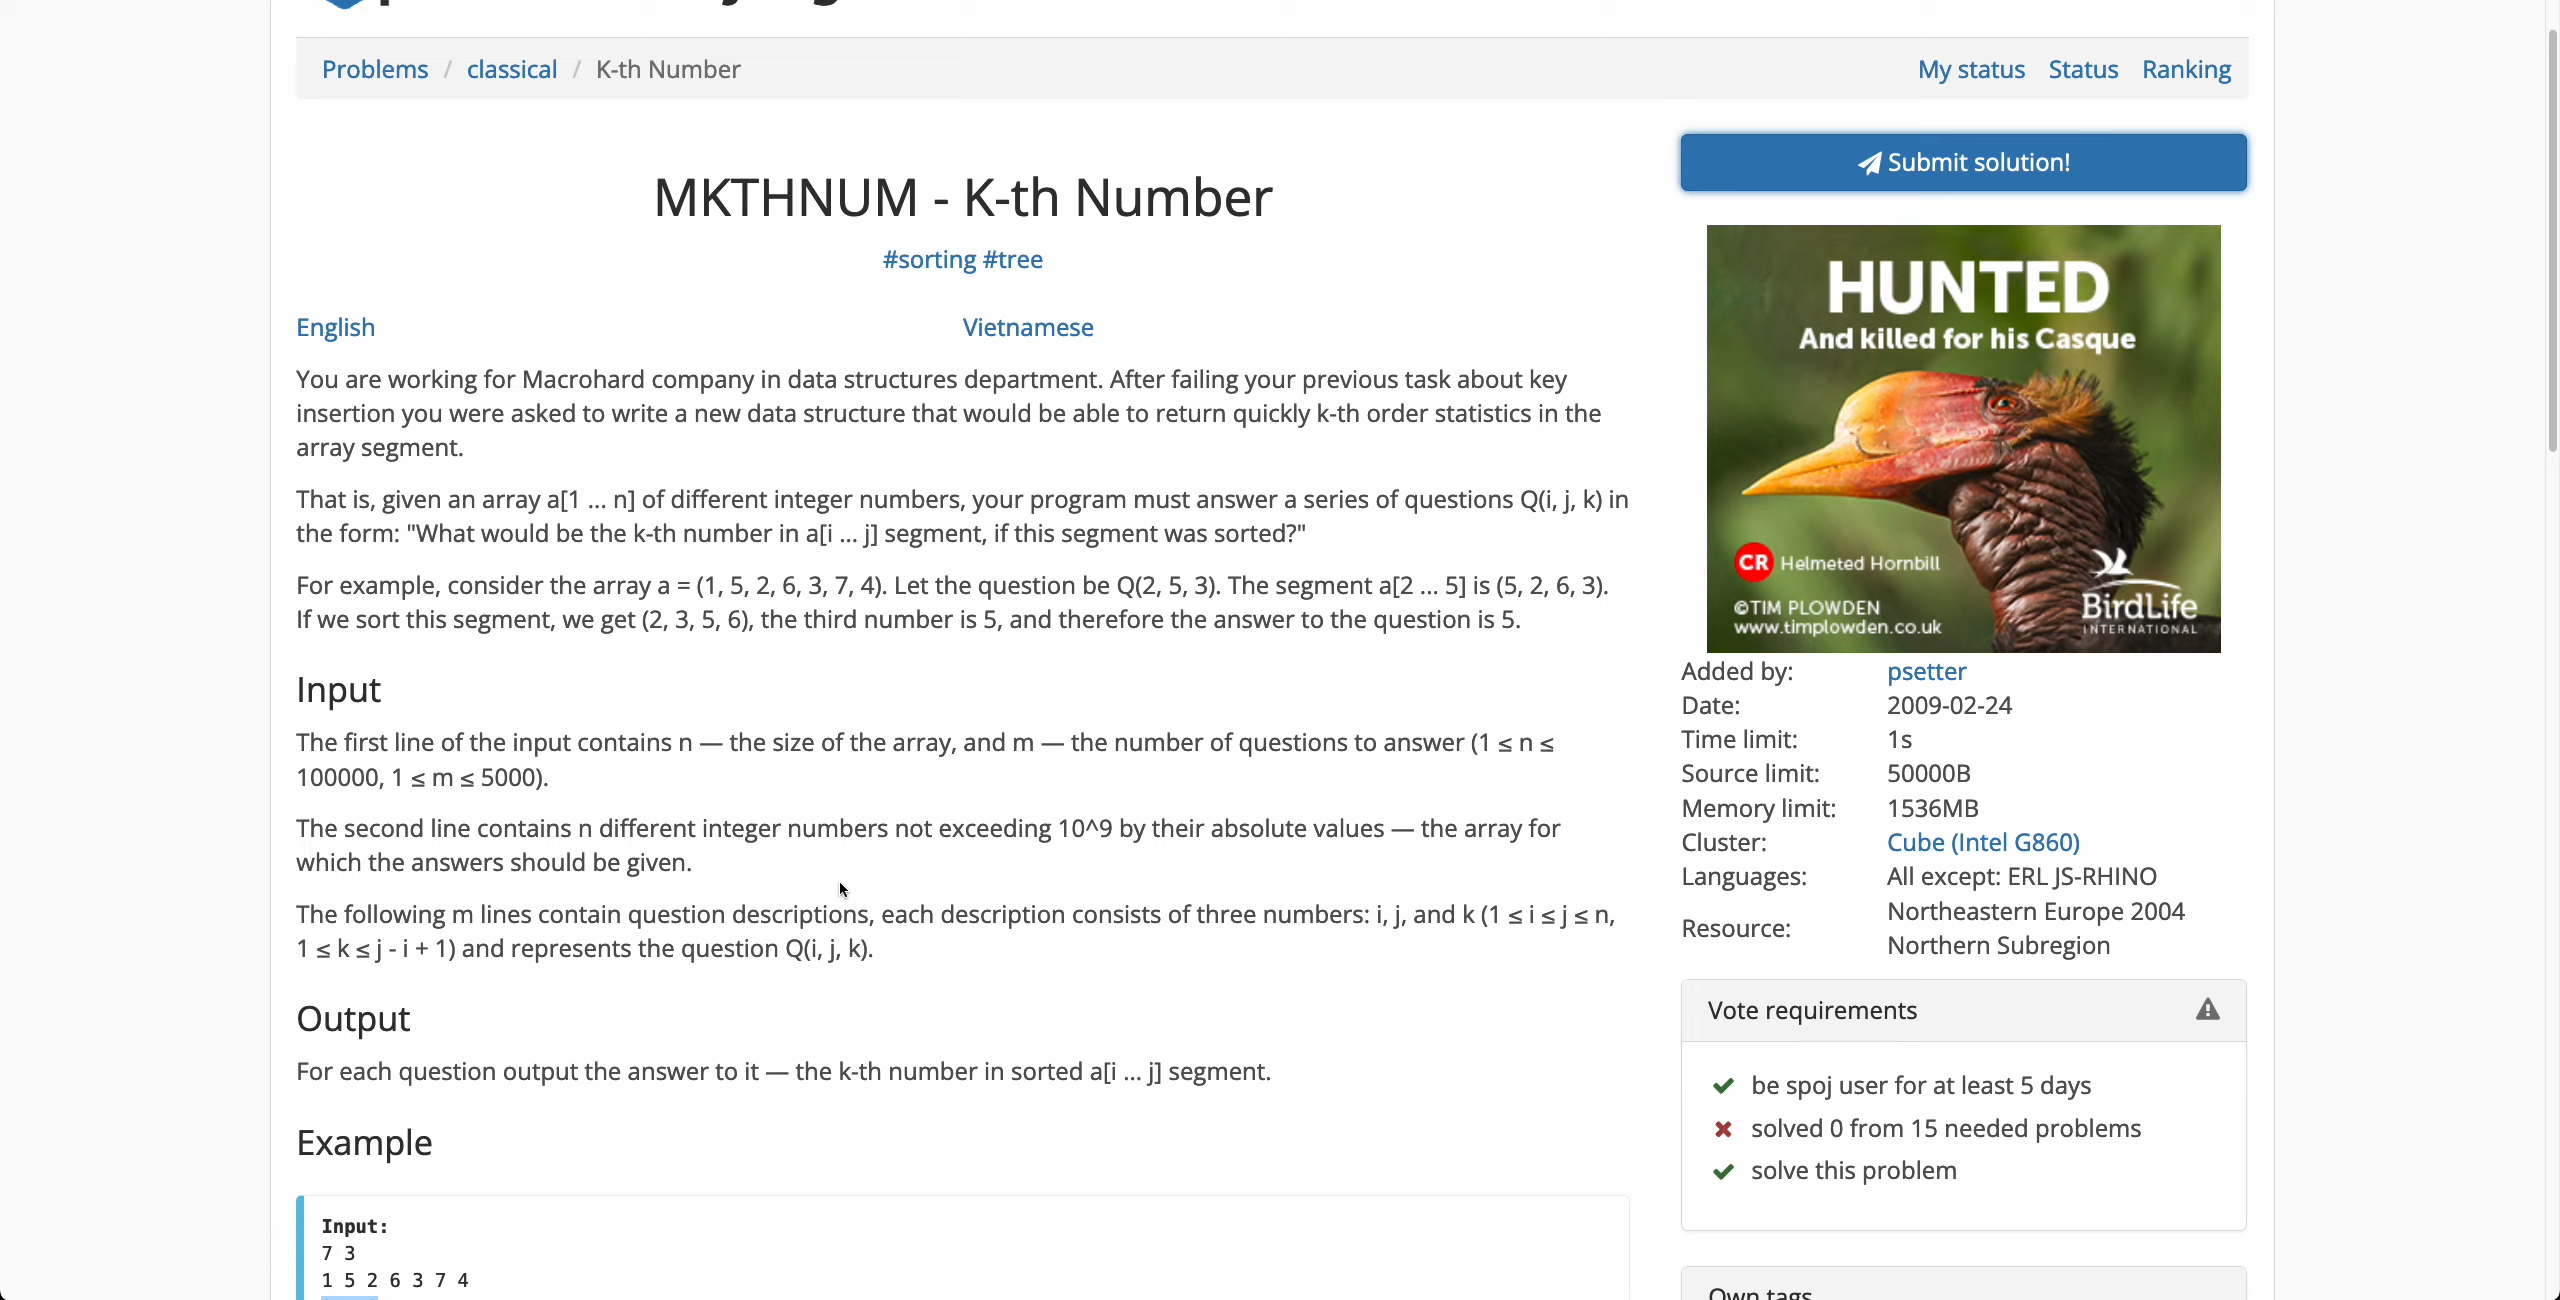 Problems / classical / K-th Number
My status Status Ranking
Submit solution!
MKTHNUM - K-th Number
#sorting #tree
English
Vietnamese
You are working for Macrohard company in data structures department. After failing your previous task about key
insertion you were asked to write a new data structure that would be able to return quickly k-th order statistics in the
array segment.
That is, given an array a[1 ... n] of different integer numbers, your program must answer a series of questions Q(i, j, k) in
the form: "What would be the k-th number in a[i ... j] segment, if this segment was sorted?"
For example, consider the array a = (1, 5, 2, 6, 3, 7, 4). Let the question be Q(2, 5, 3). The segment a[2 ... 5] is (5, 2, 6, 3).
If we sort this segment, we get (2, 3, 5, 6), the third number is 5, and therefore the answer to the question is 5.
Input
The first line of the input contains n — the size of the array, and m — the number of questions to answer (1 ≤ n ≤
100000, 1 ≤ m ≤ 5000).
The second line contains n different integer numbers not exceeding 10^9 by their absolute values — the array for
which the answers should be given.
The following m lines contain question descriptions, each description consists of three numbers: i, j, and k (1 ≤ i ≤ j ≤ n,
1 ≤ k ≤ j - i + 1) and represents the question Q(i, j, k).
Output
For each question output the answer to it — the k-th number in sorted a[i ... j] segment.
Example
Input:
7 3
1 5 2 6 3 7 4
HUNTED
And killed for his Casque
CR Helmeted Hornbill
©TIM PLOWDEN
www.timplowden.co.uk
BirdLife
INTERNATIONAL
Added by: psetter
Date: 2009-02-24
Time limit: 1s
Source limit: 50000B
Memory limit: 1536MB
Cluster: Cube (Intel G860)
Languages: All except: ERL JS-RHINO
Resource: Northeastern Europe 2004
Northern Subregion
Vote requirements
be spoj user for at least 5 days
solved 0 from 15 needed problems
solve this problem
Own tags